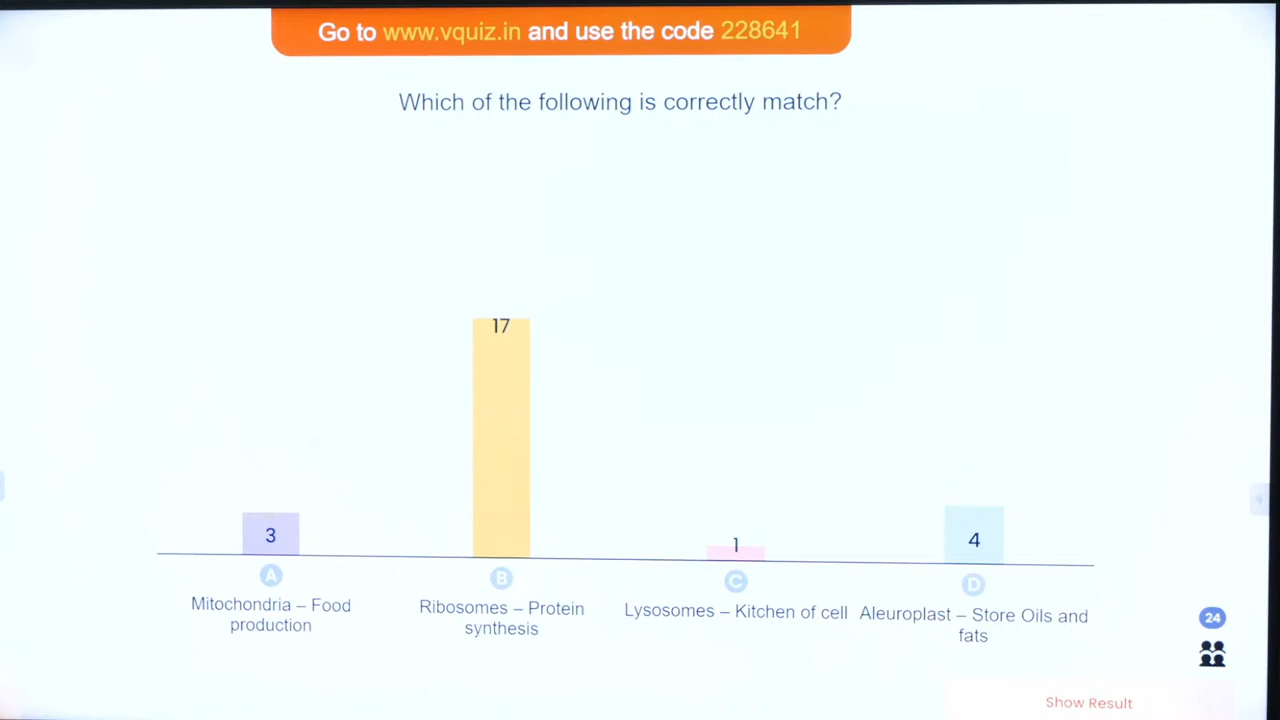 Go to www.vquiz.in and use the code 228641
Which of the following is correctly match?
17
3
1
4
A
B
C
D
Mitochondria – Food
production
Ribosomes – Protein
synthesis
Lysosomes – Kitchen of cell
Aleuroplast – Store Oils and
fats
24
Show Result